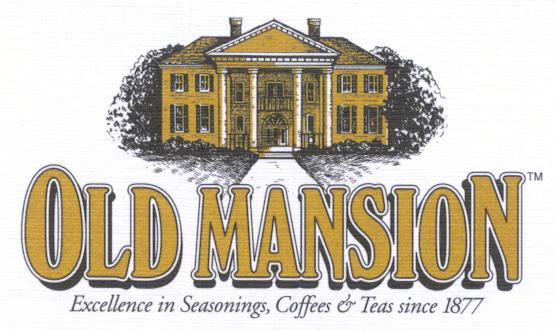 OLD MANSION™
Excellence in Seasonings, Coffees & Teas since 1877